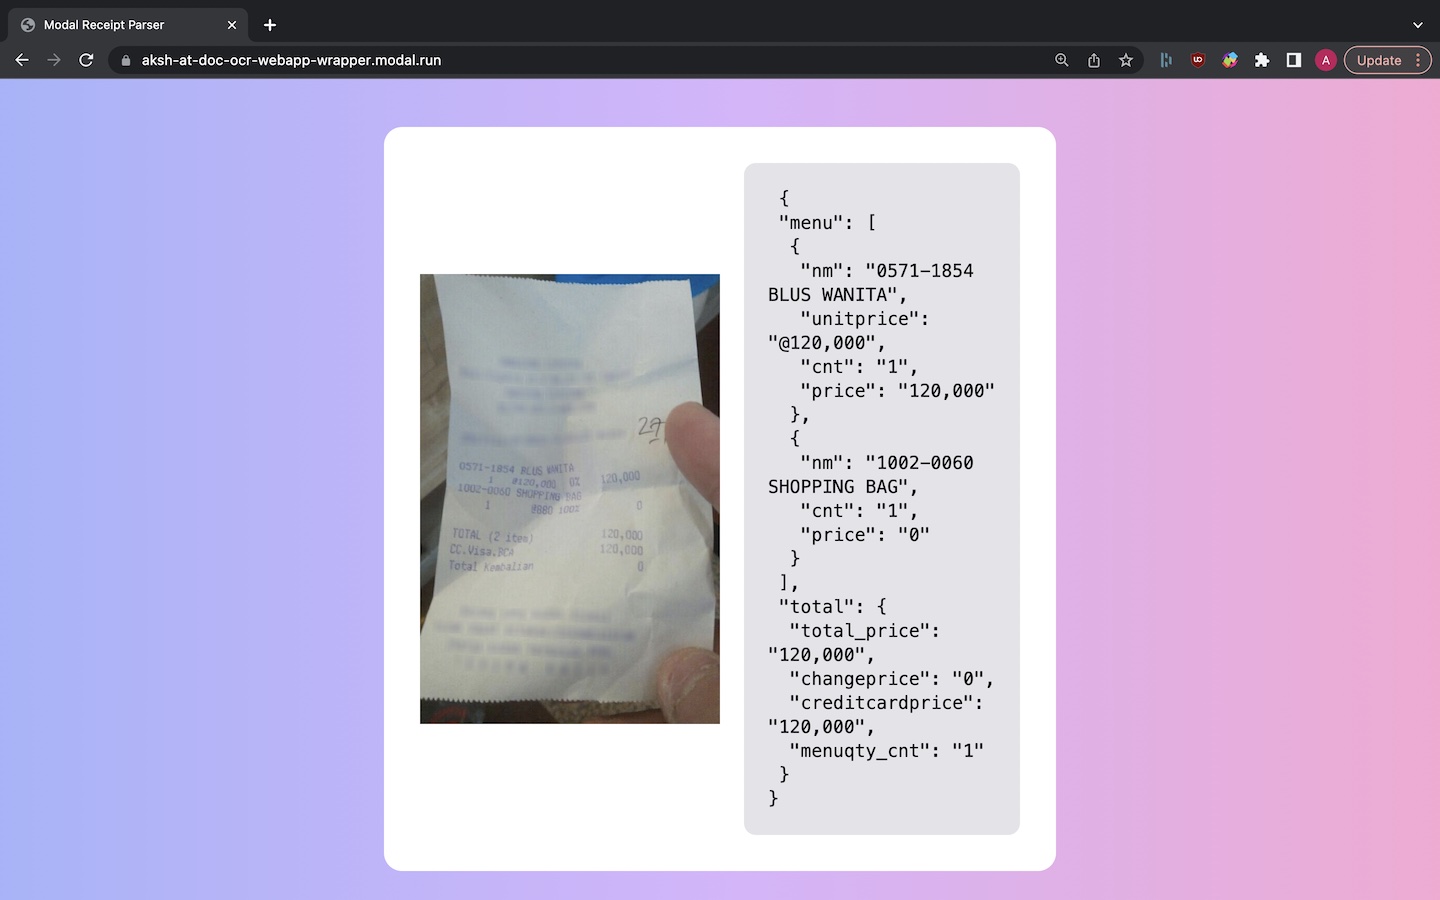 Modal Receipt Parser
aksh-at-doc-ocr-webapp-wrapper.modal.run
A
Update
27
0571-1854 BLUS WANITA
1 @120,000 0% 120,000
1002-0060 SHOPPING BAG
1 @880 100% 0
TOTAL (2 item) 120,000
CC.Visa.BCA 120,000
Total Kembalian 0
{
"menu": [
{
"nm": "0571-1854
BLUS WANITA",
"unitprice":
"@120,000",
"cnt": "1",
"price": "120,000"
},
{
"nm": "1002-0060
SHOPPING BAG",
"cnt": "1",
"price": "0"
}
],
"total": {
"total_price":
"120,000",
"changeprice": "0",
"creditcardprice":
"120,000",
"menuqty_cnt": "1"
}
}